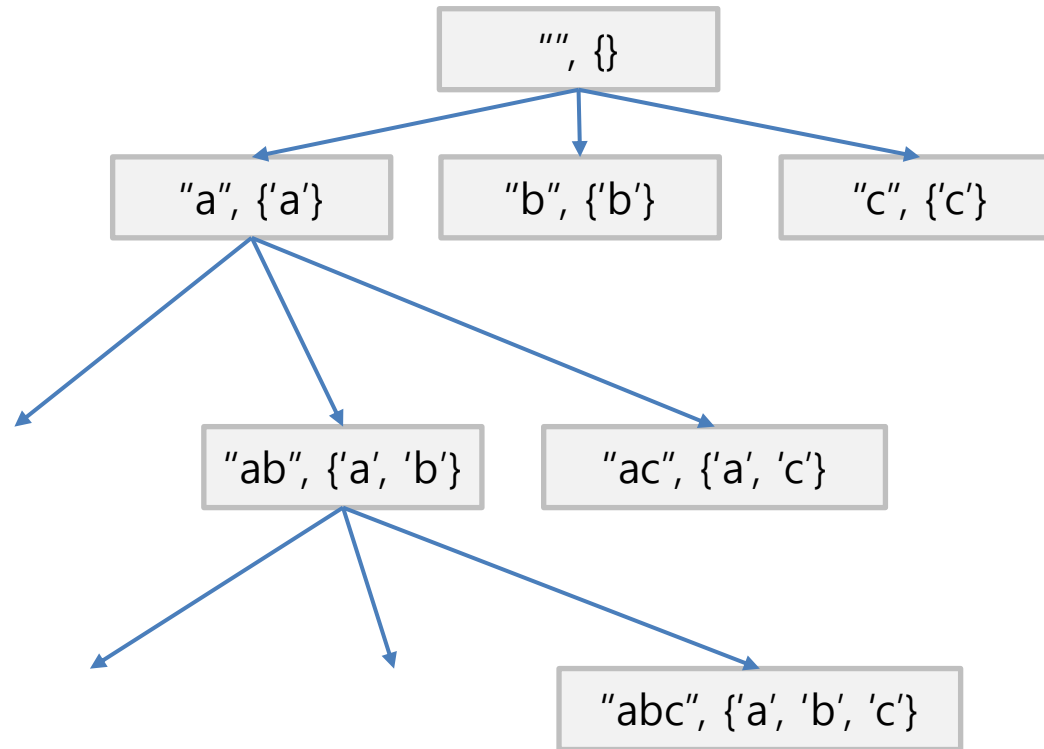 “”, {}
“a”, {‘a’}
“b”, {‘b’}
“c”, {‘c’}
“ab”, {‘a’, ‘b’}
“ac”, {‘a’, ‘c’}
“abc”, {‘a’, ‘b’, ‘c’}